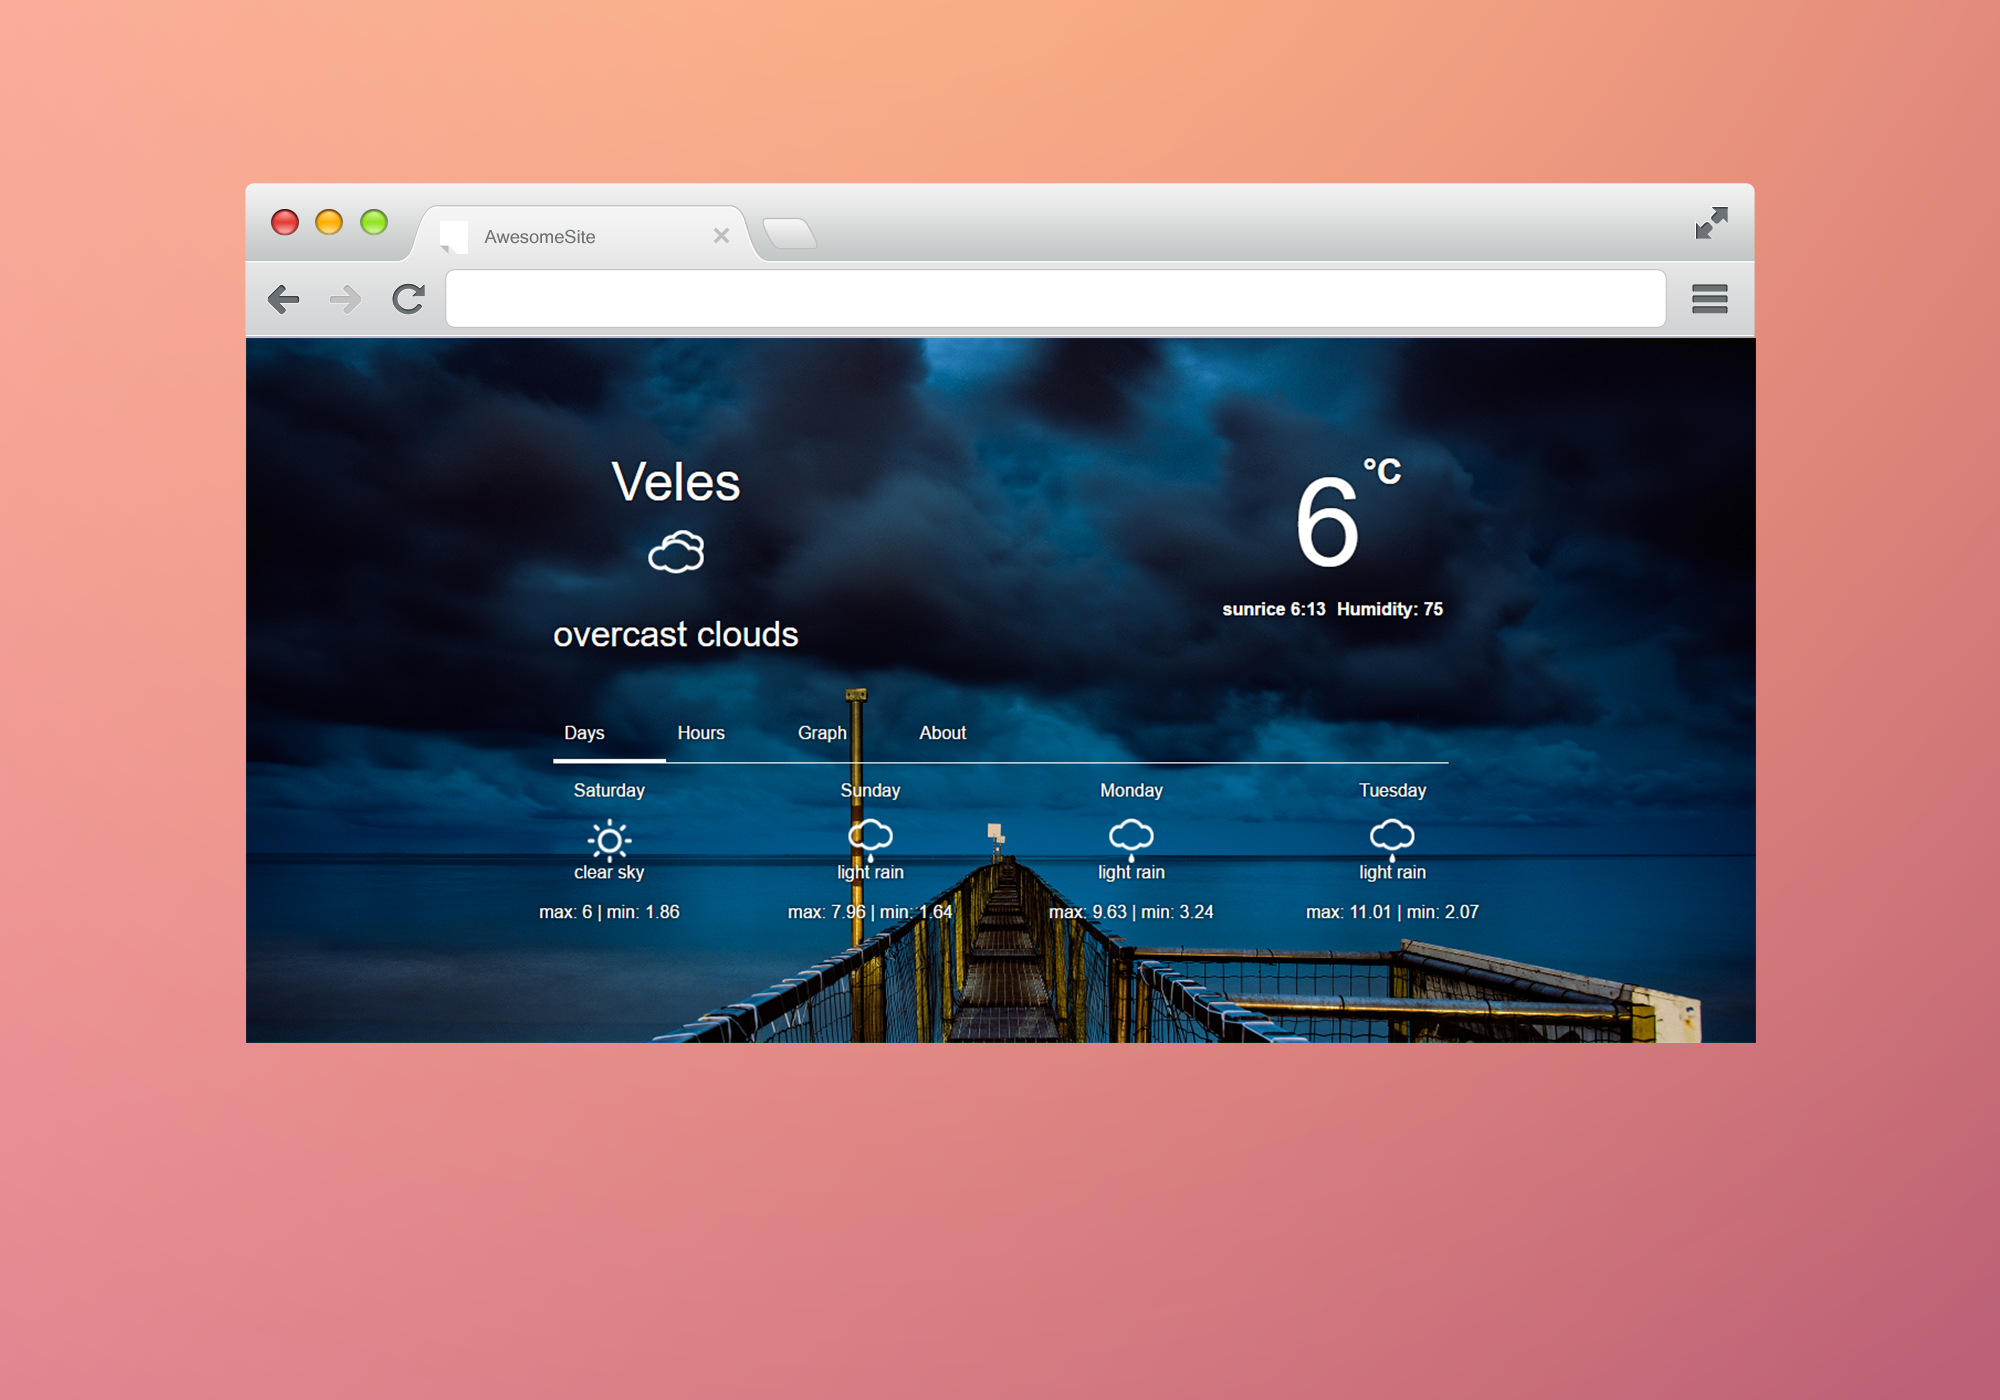 AwesomeSite
Veles
6 °C
sunrice 6:13 Humidity: 75
overcast clouds
Days Hours Graph About
Saturday Sunday Monday Tuesday
clear sky light rain light rain light rain
max: 6 | min: 1.86 max: 7.96 | min: 1.64 max: 9.63 | min: 3.24 max: 11.01 | min: 2.07